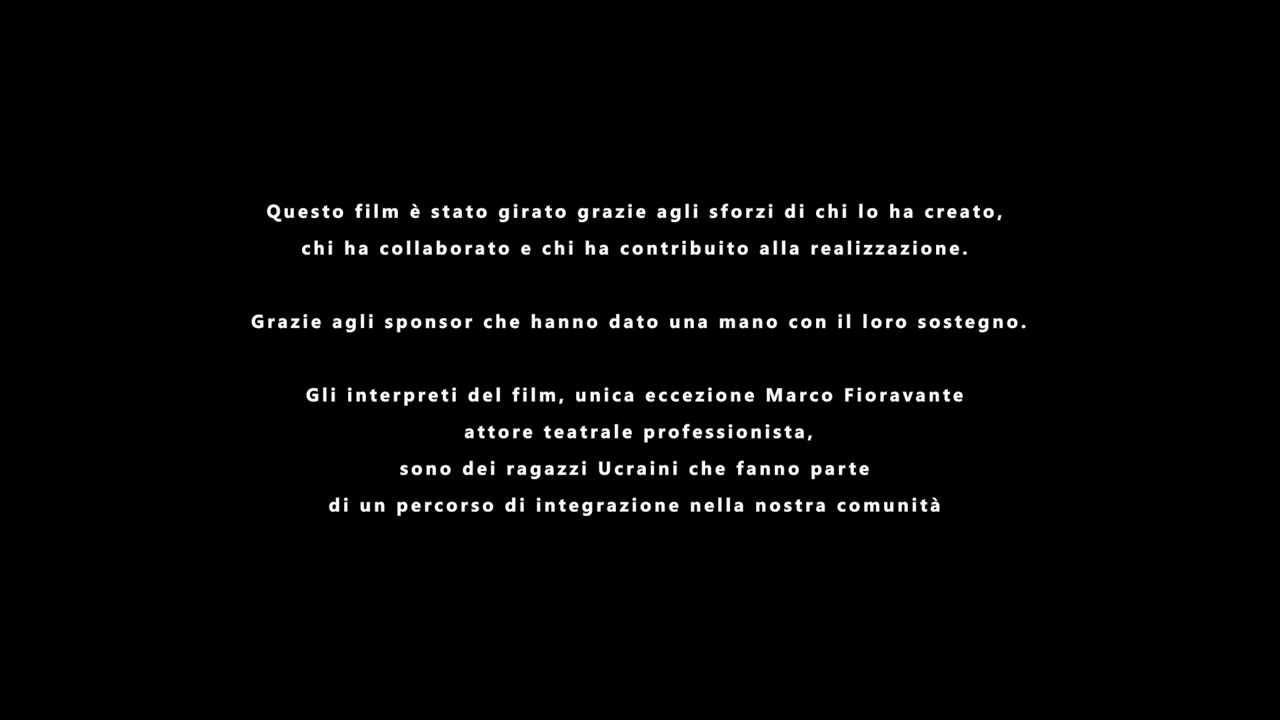 Questo film è stato girato grazie agli sforzi di chi lo ha creato,
chi ha collaborato e chi ha contribuito alla realizzazione.
Grazie agli sponsor che hanno dato una mano con il loro sostegno.
Gli interpreti del film, unica eccezione Marco Fioravante
attore teatrale professionista,
sono dei ragazzi Ucraini che fanno parte
di un percorso di integrazione nella nostra comunità